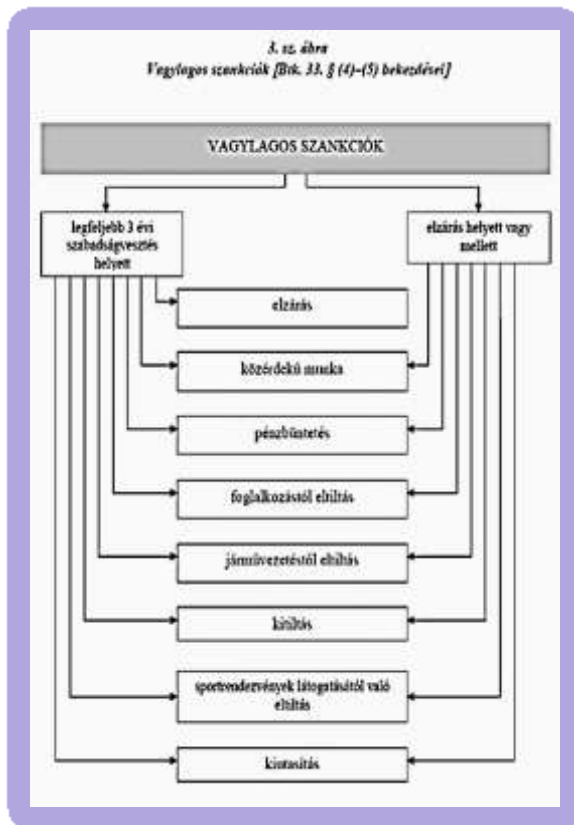 3. sz. ábra
Vagylagos szankciók [Btk. 33. § (4)-(5) bekezdései]
VAGYLAGOS SZANKCIÓK
legfeljebb 3 évi
szabadságvesztés
helyett
elzárás helyett vagy
mellett
elzárás
közérdekű munka
pénzbüntetés
foglalkozástól eltiltás
járművezetéstől eltiltás
kitiltás
sportrendezvények látogatásától való
eltiltás
kiutasítás